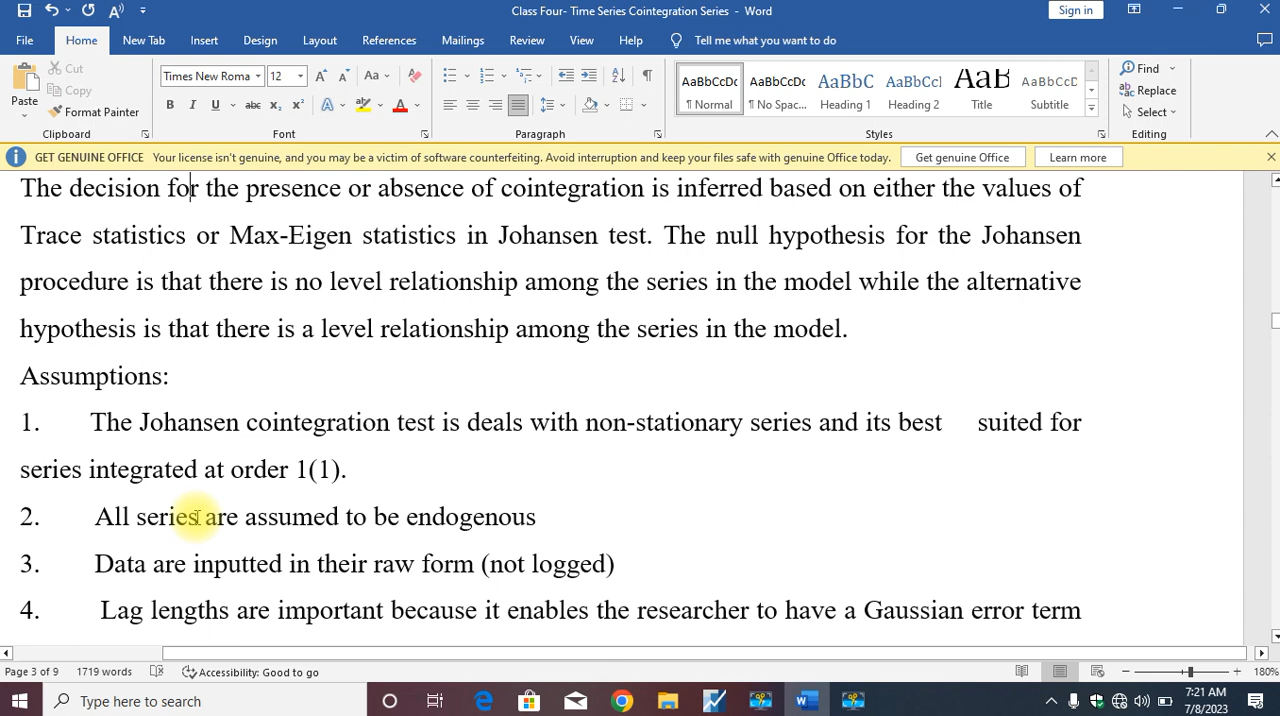 Class Four- Time Series Cointegration Series - Word
Sign in
File Home New Tab Insert Design Layout References Mailings Review View Help Tell me what you want to do
Paste
Cut
Copy
Format Painter
Clipboard
Times New Roma 12
Aa
B I U abc x₂ x² A A
Font
Paragraph
AaBbCcDc AaBbCcDc AaBbC AaBbCcl AaB AaBbCcD
¶ Normal ¶ No Spac... Heading 1 Heading 2 Title Subtitle
Styles
Find
Replace
Select
Editing
GET GENUINE OFFICE Your license isn't genuine, and you may be a victim of software counterfeiting. Avoid interruption and keep your files safe with genuine Office today. Get genuine Office Learn more
The decision for the presence or absence of cointegration is inferred based on either the values of
Trace statistics or Max-Eigen statistics in Johansen test. The null hypothesis for the Johansen
procedure is that there is no level relationship among the series in the model while the alternative
hypothesis is that there is a level relationship among the series in the model.
Assumptions:
1. The Johansen cointegration test is deals with non-stationary series and its best suited for
series integrated at order 1(1).
2. All series are assumed to be endogenous
3. Data are inputted in their raw form (not logged)
4. Lag lengths are important because it enables the researcher to have a Gaussian error term
Page 3 of 9 1719 words Accessibility: Good to go 180%
Type here to search
7:21 AM
7/8/2023